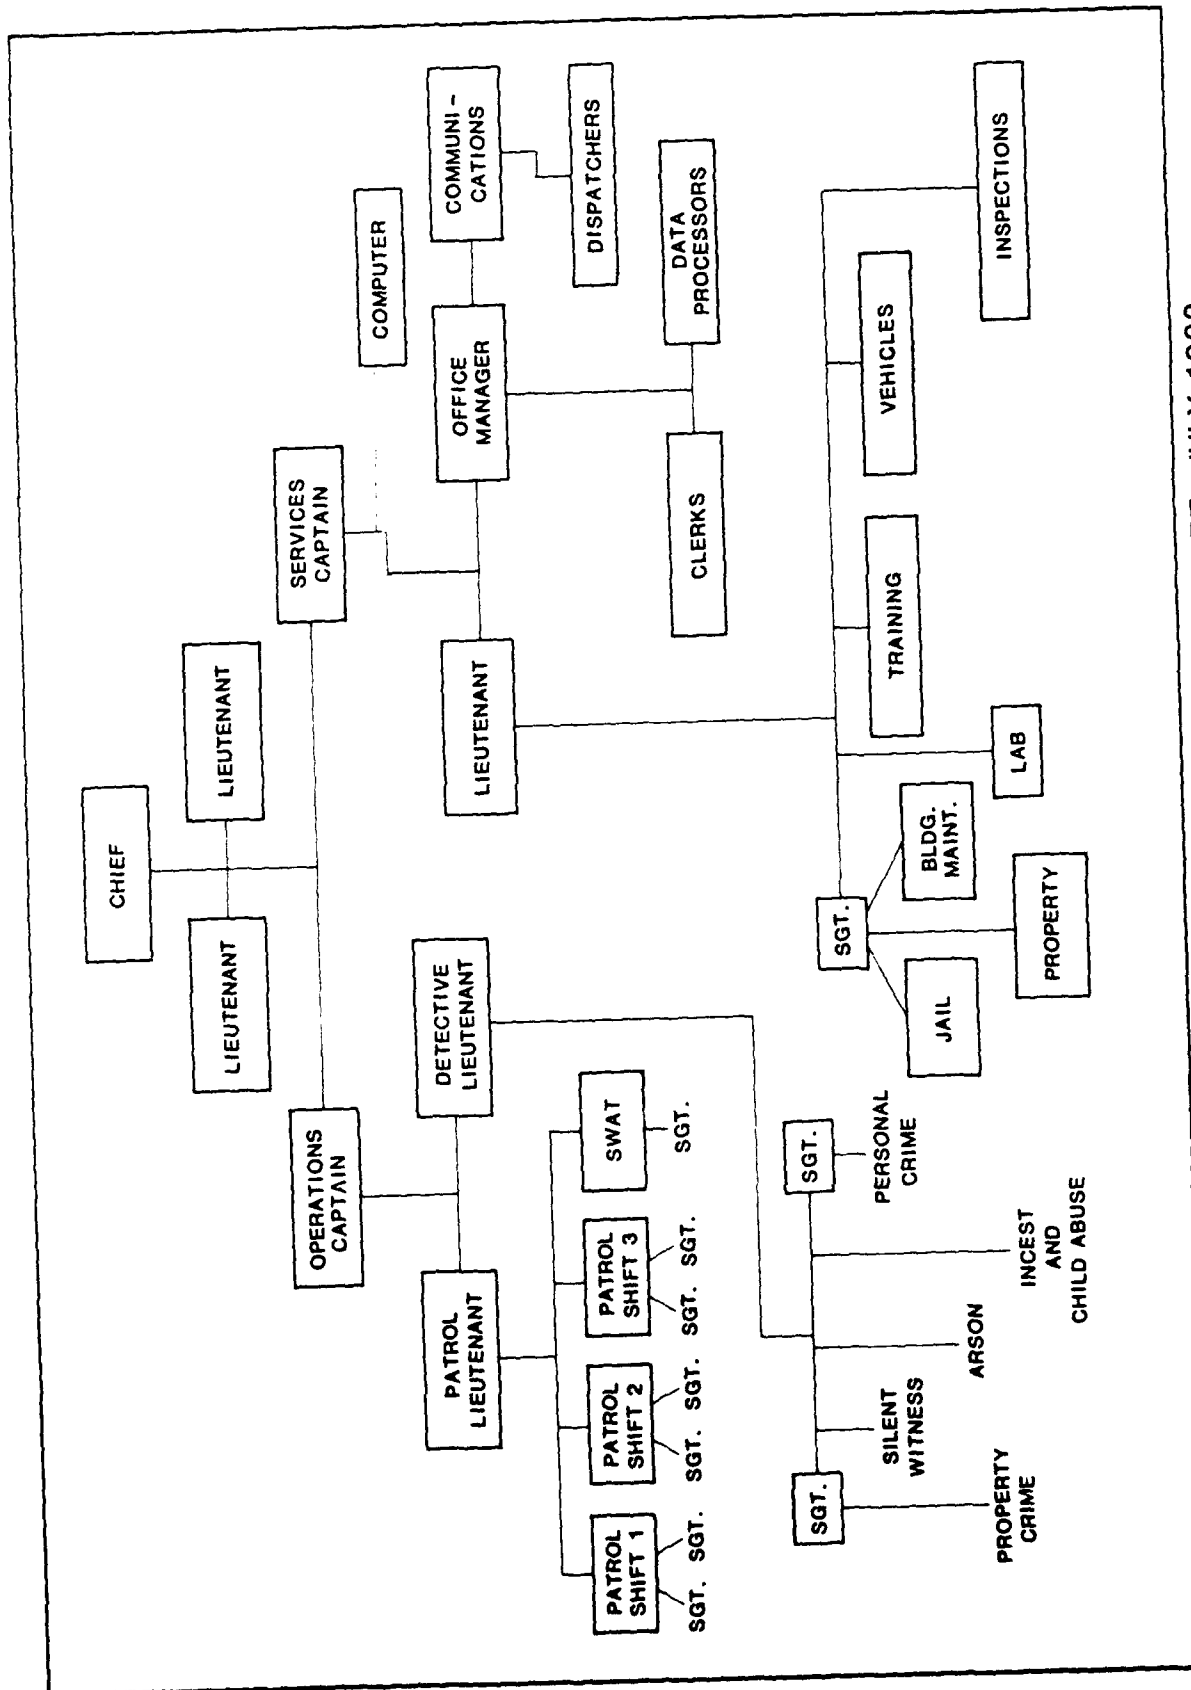 CHIEF
LIEUTENANT
LIEUTENANT
OPERATIONS
CAPTAIN
SERVICES
CAPTAIN
COMPUTER
PATROL
LIEUTENANT
DETECTIVE
LIEUTENANT
LIEUTENANT
OFFICE
MANAGER
COMMUNI-
CATIONS
DISPATCHERS
PATROL
SHIFT 1
PATROL
SHIFT 2
PATROL
SHIFT 3
SWAT
SGT.
SGT.
SGT.
SGT.
SGT.
SGT.
SGT.
CLERKS
DATA
PROCESSORS
SGT.
SILENT
WITNESS
ARSON
SGT.
PERSONAL
CRIME
PROPERTY
CRIME
INCEST
AND
CHILD ABUSE
SGT.
JAIL
BLDG.
MAINT.
PROPERTY
LAB
TRAINING
VEHICLES
INSPECTIONS